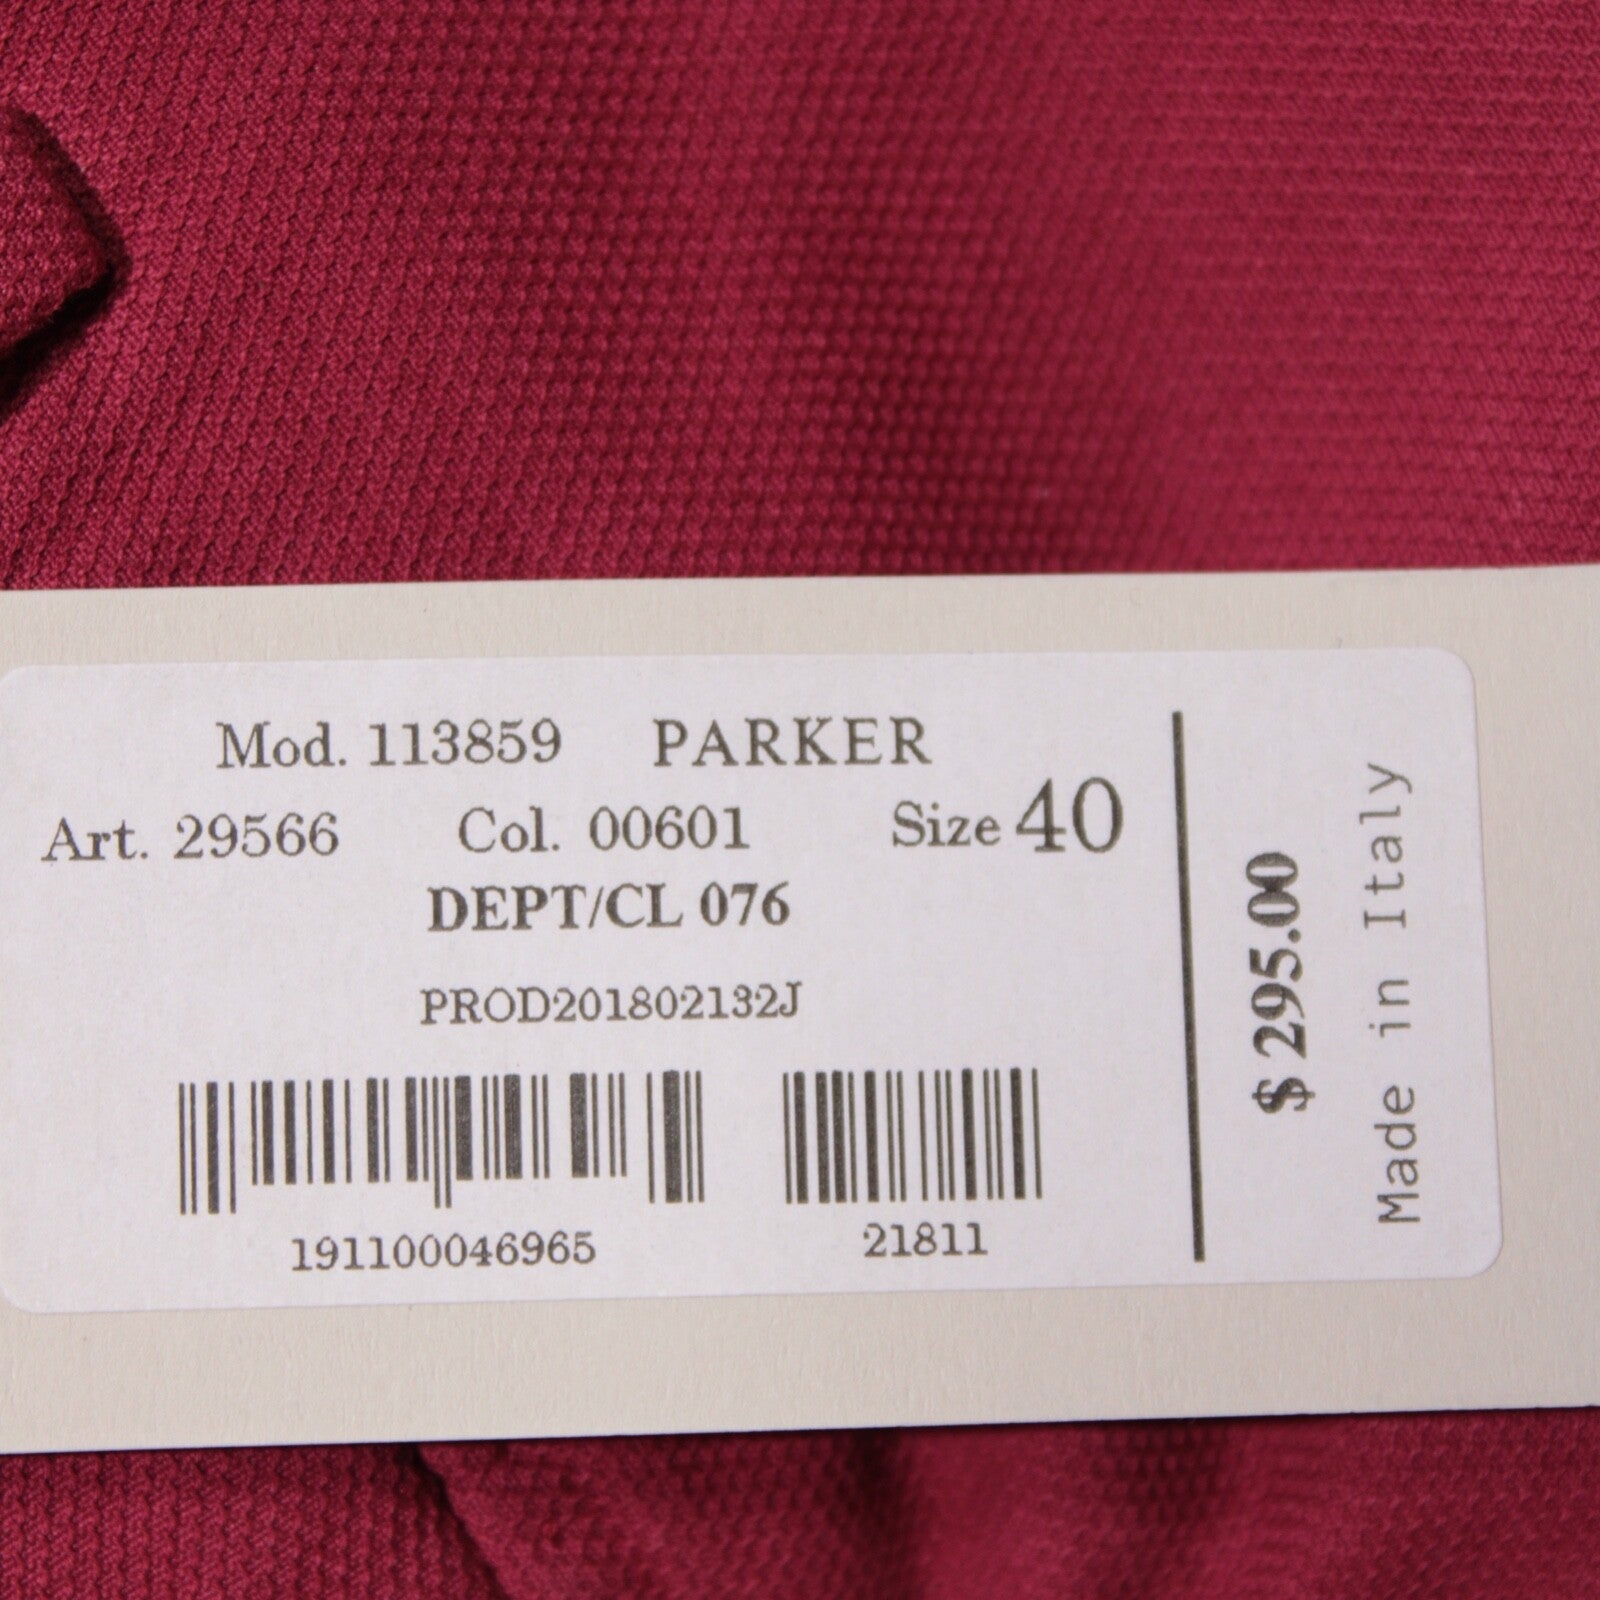 Mod. 113859 PARKER
Art. 29566 Col. 00601 Size 40
DEPT/CL 076
PROD201802132J
191100046965 21811
$ 295.00
Made in Italy